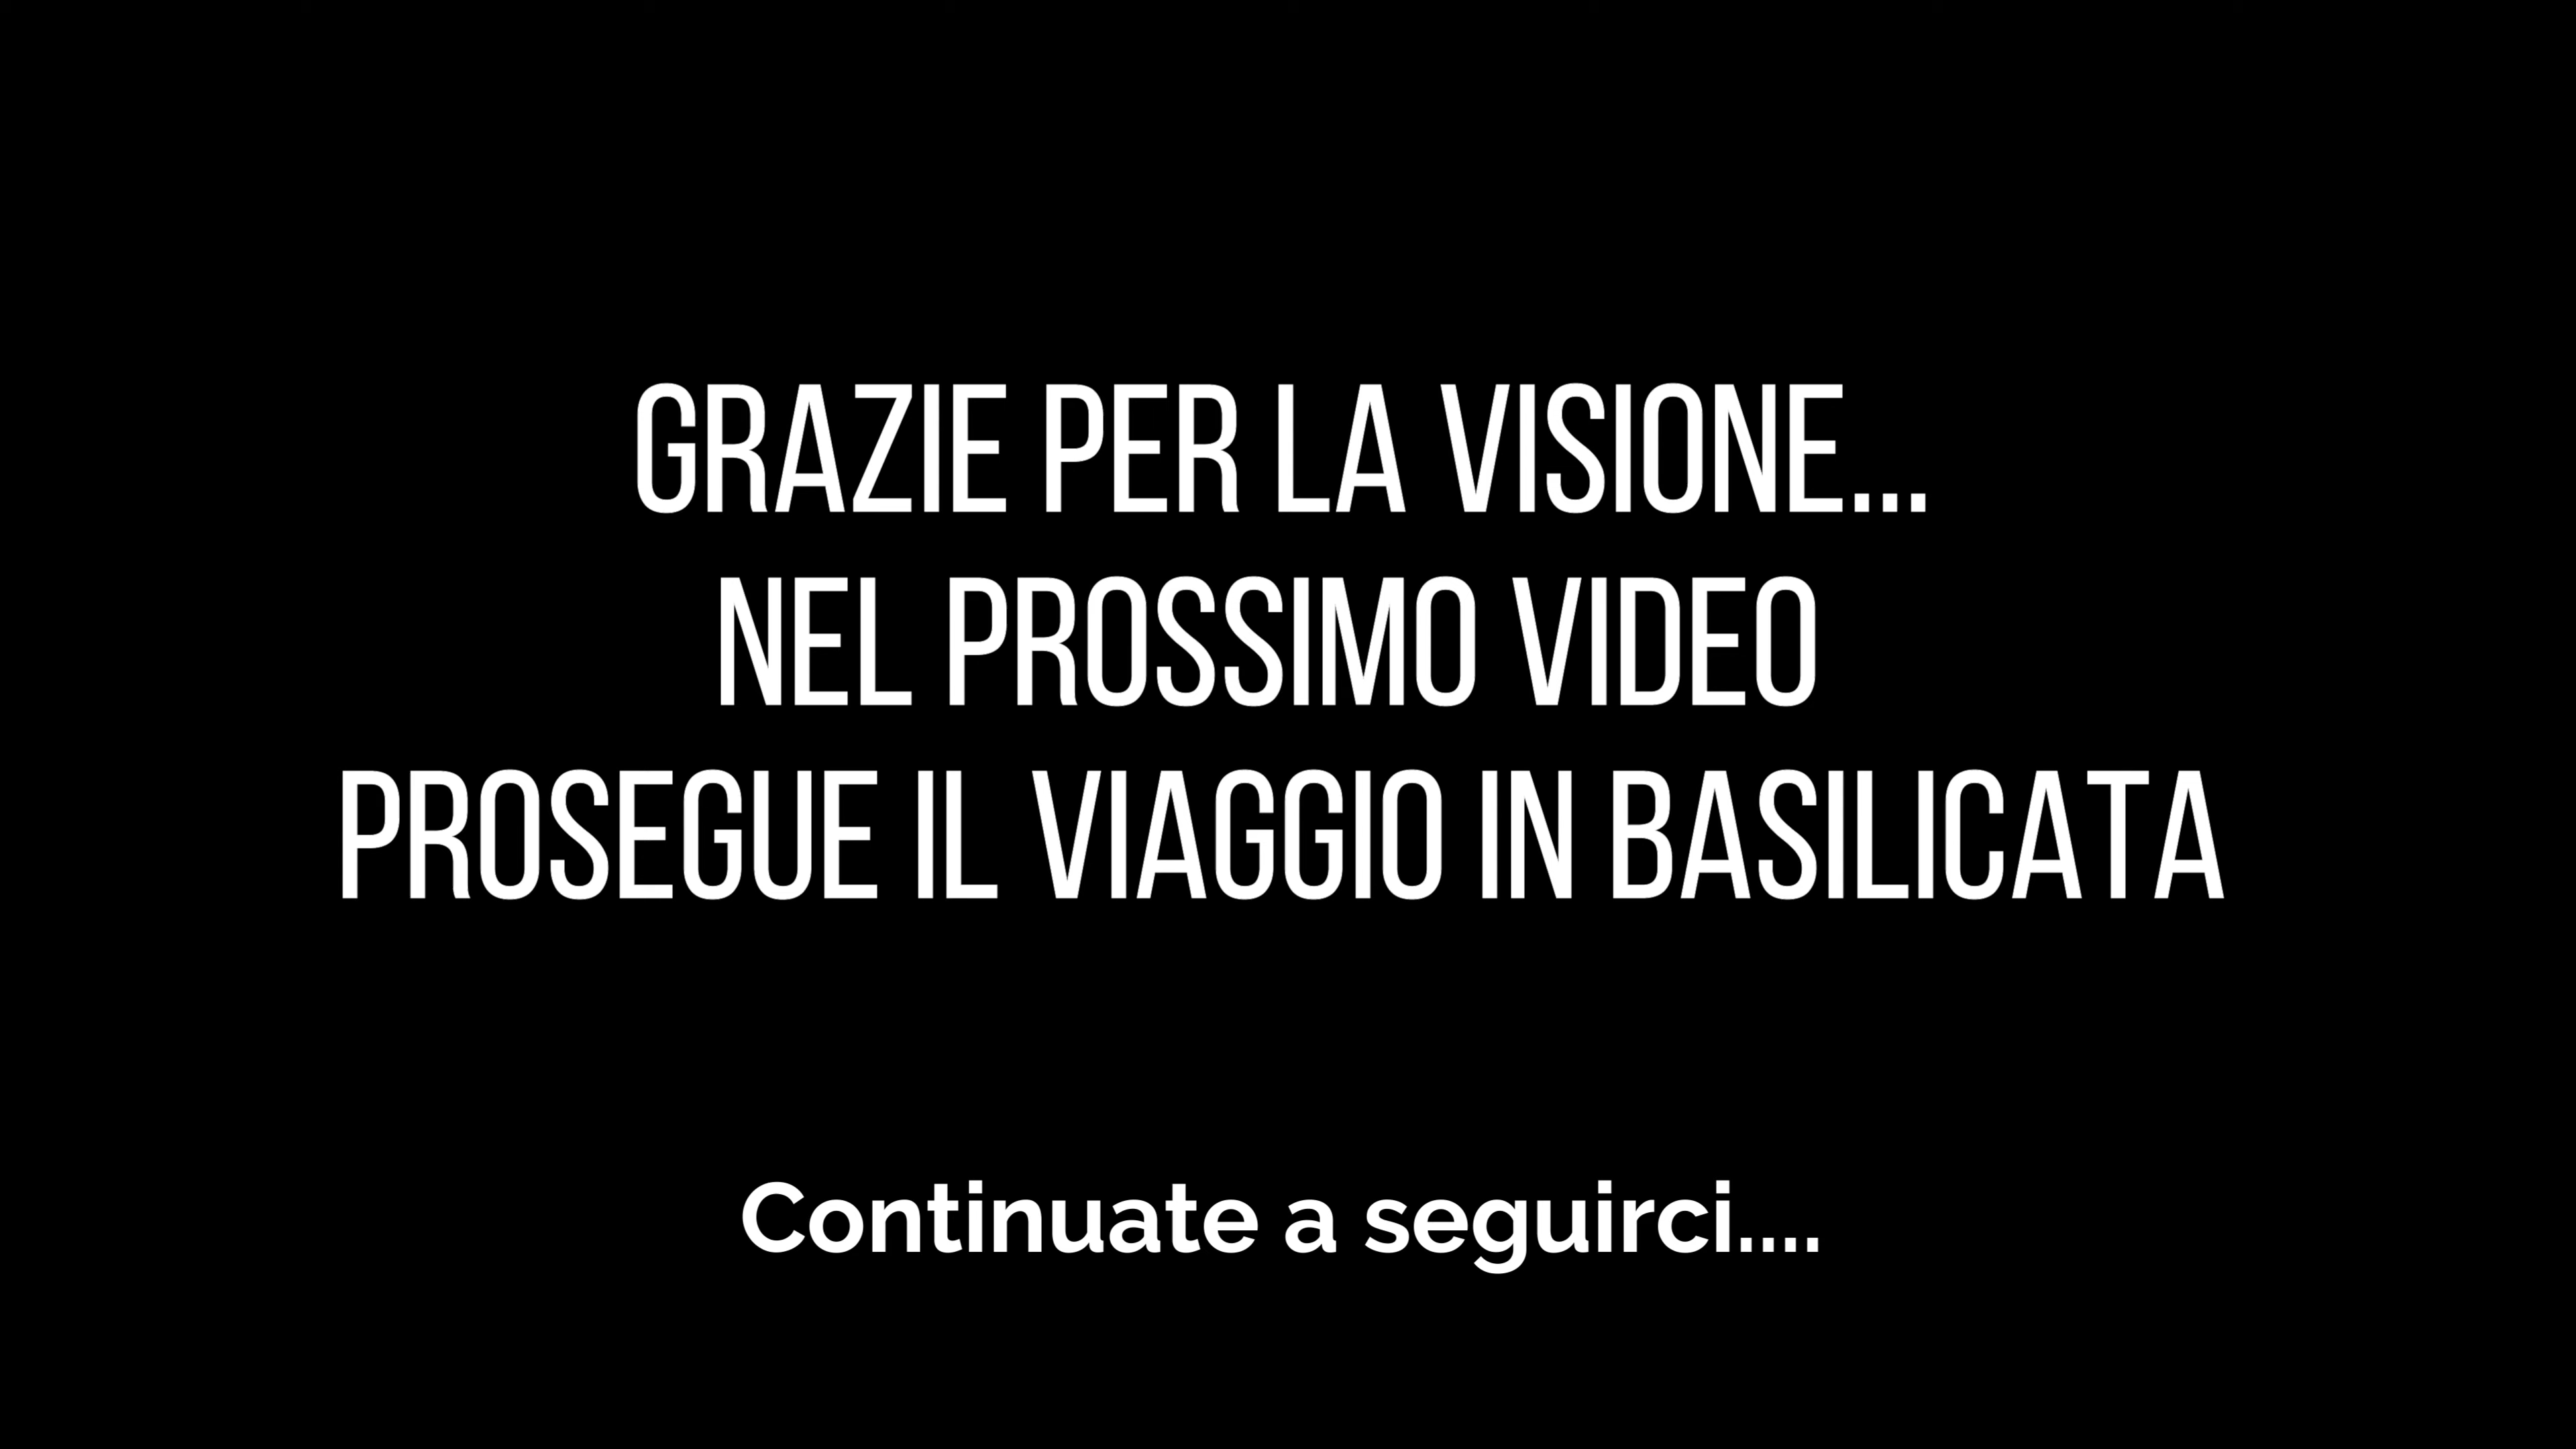 GRAZIE PER LA VISIONE...
NEL PROSSIMO VIDEO
PROSEGUE IL VIAGGIO IN BASILICATA
Continuate a seguirci....